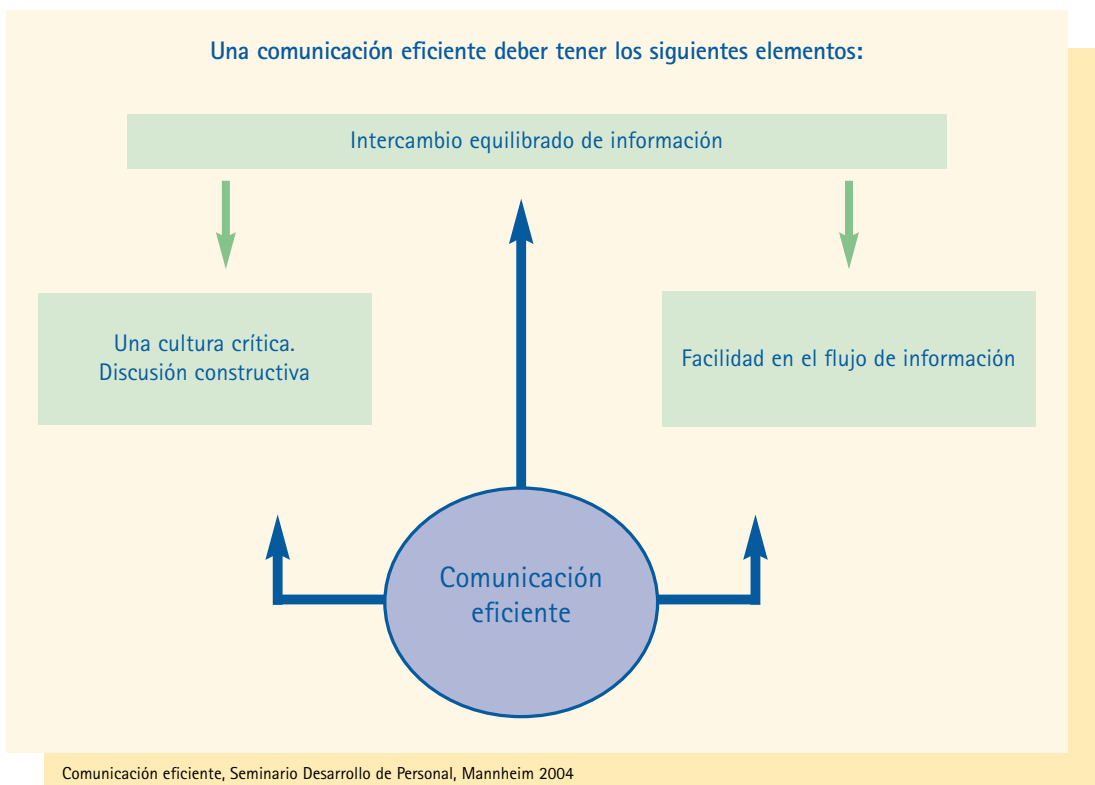 Una comunicación eficiente deber tener los siguientes elementos:
Intercambio equilibrado de información
Una cultura crítica.
Discusión constructiva
Facilidad en el flujo de información
Comunicación
eficiente
Comunicación eficiente, Seminario Desarrollo de Personal, Mannheim 2004